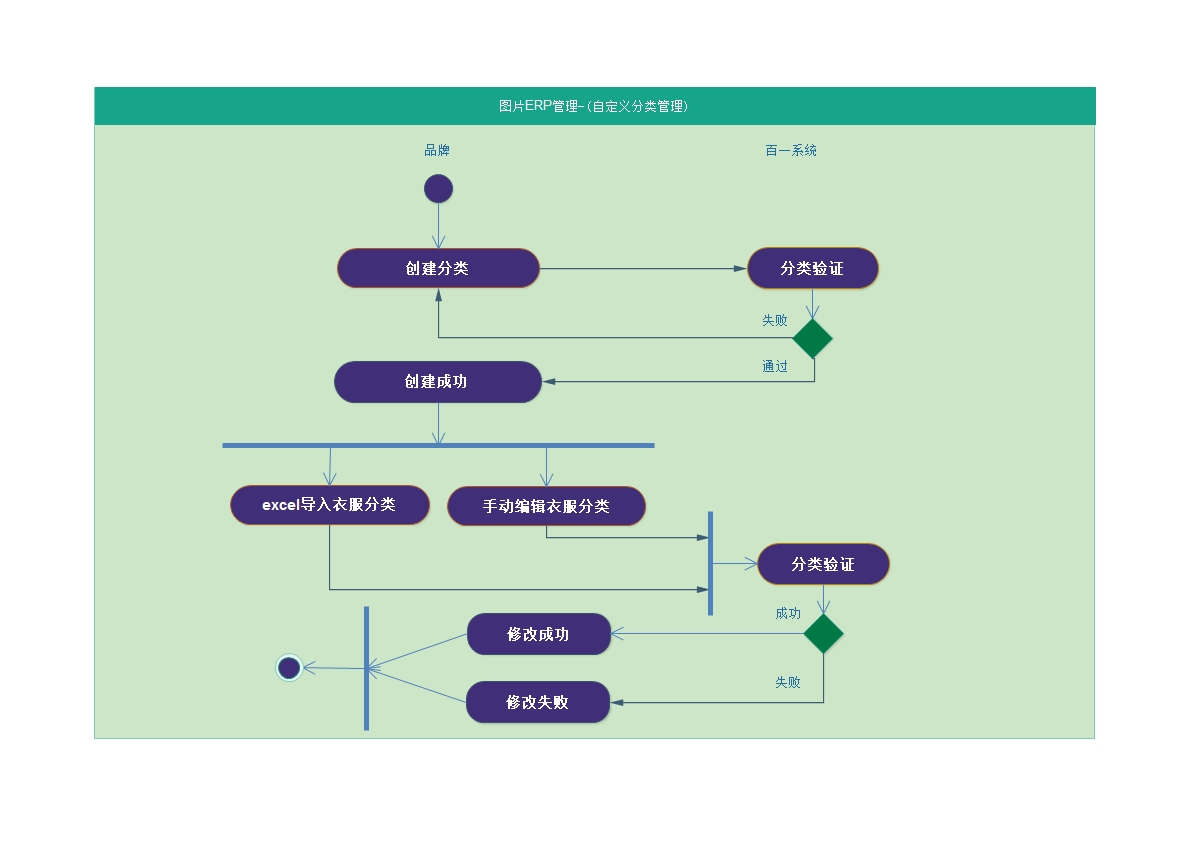 图片ERP管理-(自定义分类管理)
品牌
百一系统
创建分类
分类验证
失败
通过
创建成功
excel导入衣服分类
手动编辑衣服分类
分类验证
成功
修改成功
失败
修改失败